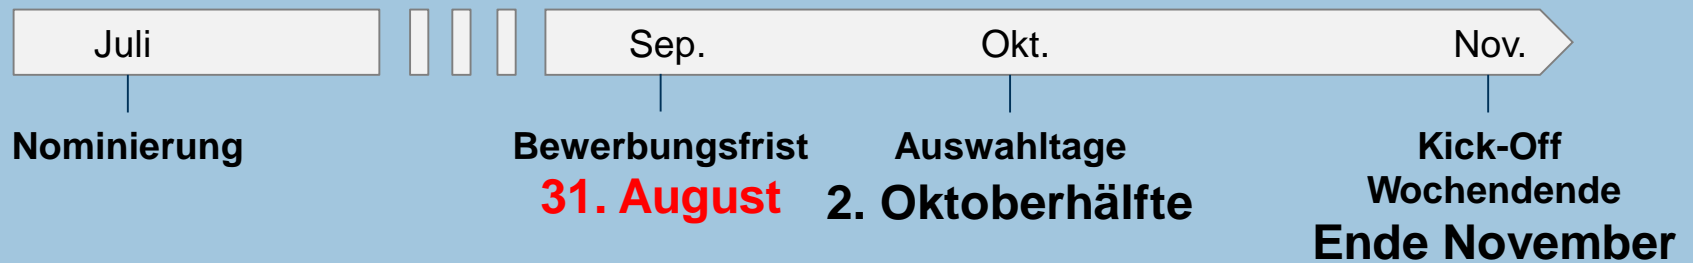 Juli
Sep.
Okt.
Nov.
Nominierung
Bewerbungsfrist
31. August
Auswahltage
2. Oktoberhälfte
Kick-Off
Wochendende
Ende November